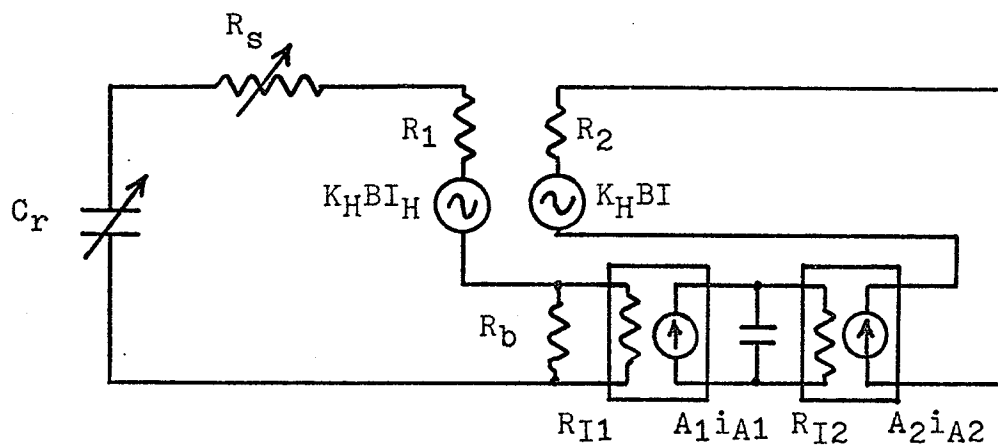 R_s
R_1
R_2
C_r
K_HBI_H
K_HBI
R_b
R_I1
A_1i_A1
R_I2
A_2i_A2